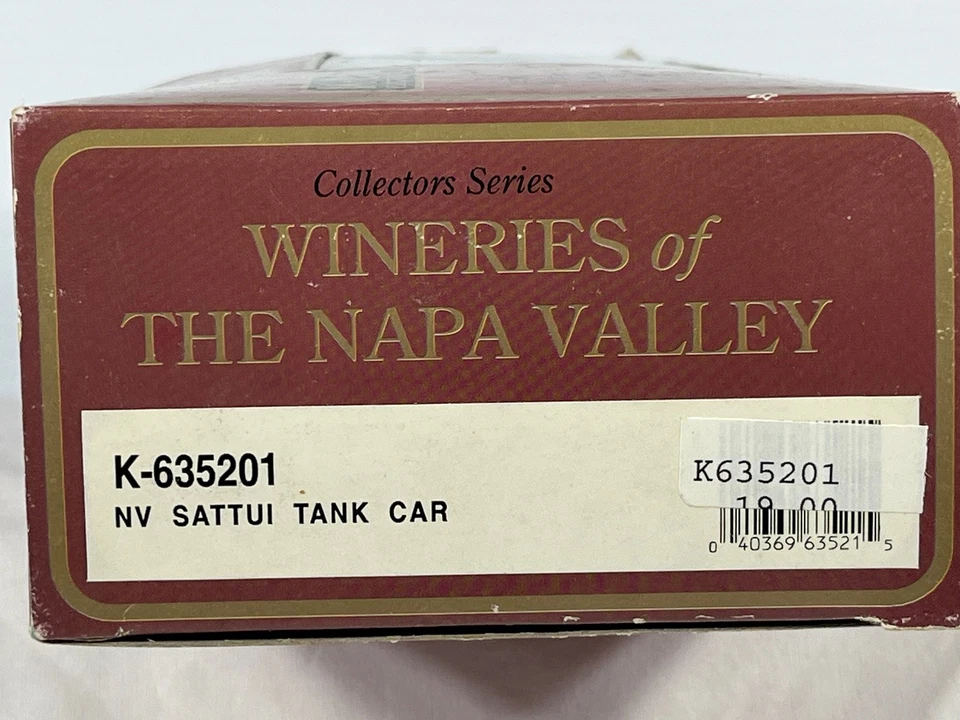 Collectors Series
WINERIES of
THE NAPA VALLEY
K-635201
NV SATTUI TANK CAR
K635201
19.00
0 40369 63521 5